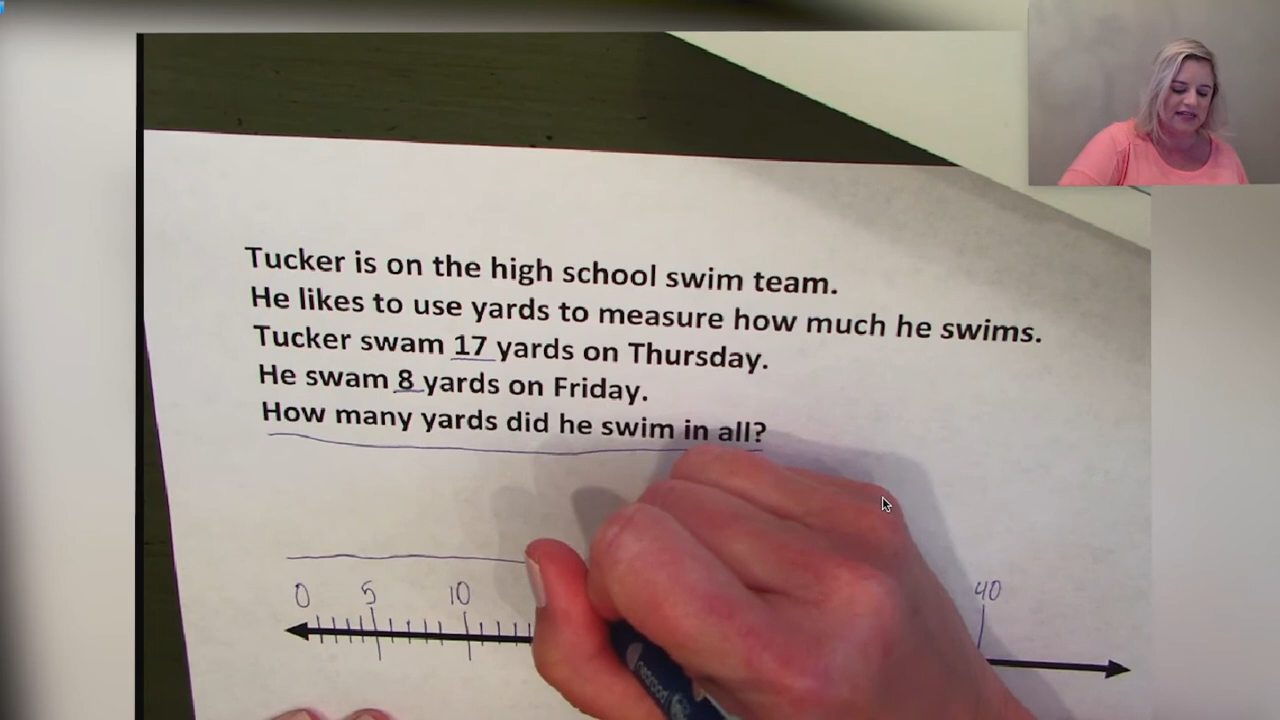 Tucker is on the high school swim team.
He likes to use yards to measure how much he swims.
Tucker swam 17 yards on Thursday.
He swam 8 yards on Friday.
How many yards did he swim in all?
0 5 10 40